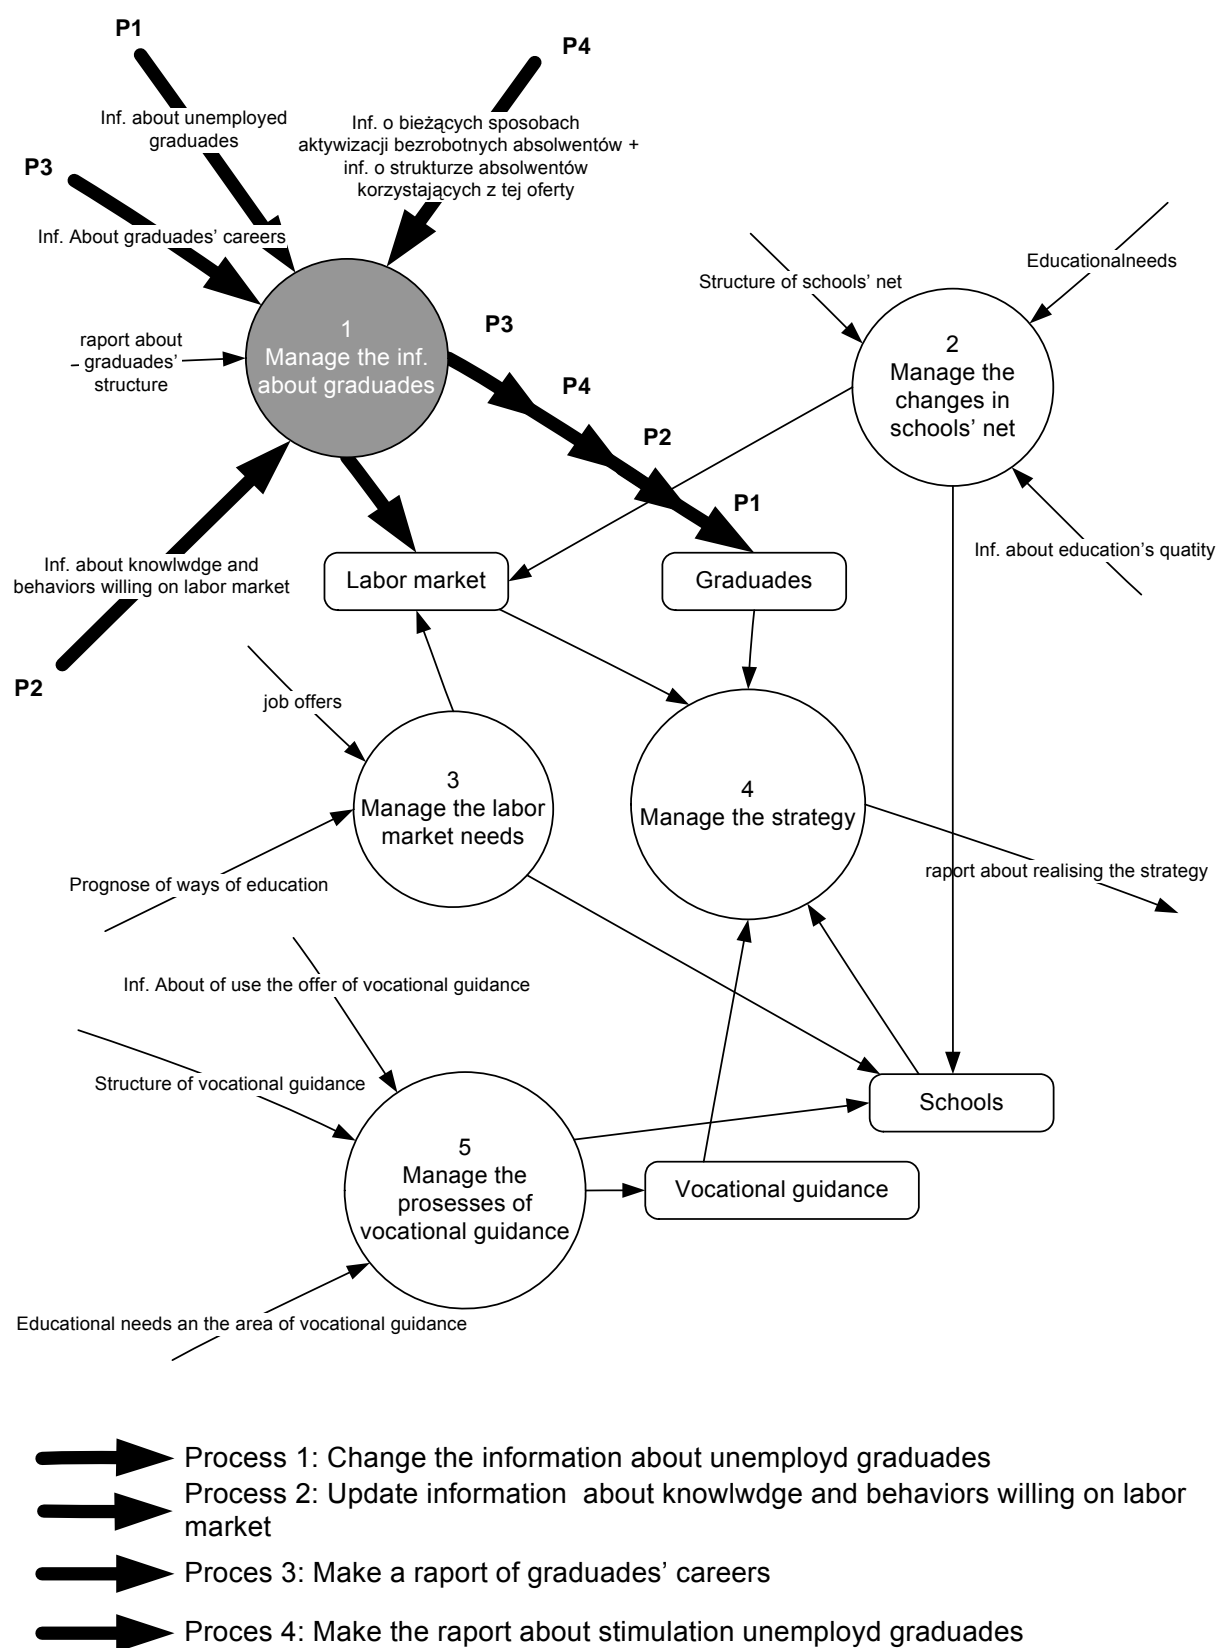 P1
P4
Inf. about unemployed
graduades
Inf. o bieżących sposobach
aktywizacji bezrobotnych absolwentów +
inf. o strukturze absolwentów
korzystających z tej oferty
P3
Inf. About graduades' careers
Structure of schools' net
Educationalneeds
raport about
graduades'
structure
1
Manage the inf.
about graduades
P3
P4
P2
P1
2
Manage the
changes in
schools' net
Inf. about education's quatity
Inf. about knowlwdge and
behaviors willing on labor market
P2
Labor market
Graduades
job offers
3
Manage the labor
market needs
4
Manage the strategy
Prognose of ways of education
raport about realising the strategy
Inf. About of use the offer of vocational guidance
Structure of vocational guidance
Schools
5
Manage the
prosesses of
vocational guidance
Vocational guidance
Educational needs an the area of vocational guidance
Process 1: Change the information about unemployd graduades
Process 2: Update information  about knowlwdge and behaviors willing on labor
market
Proces 3: Make a raport of graduades' careers
Proces 4: Make the raport about stimulation unemployd graduades